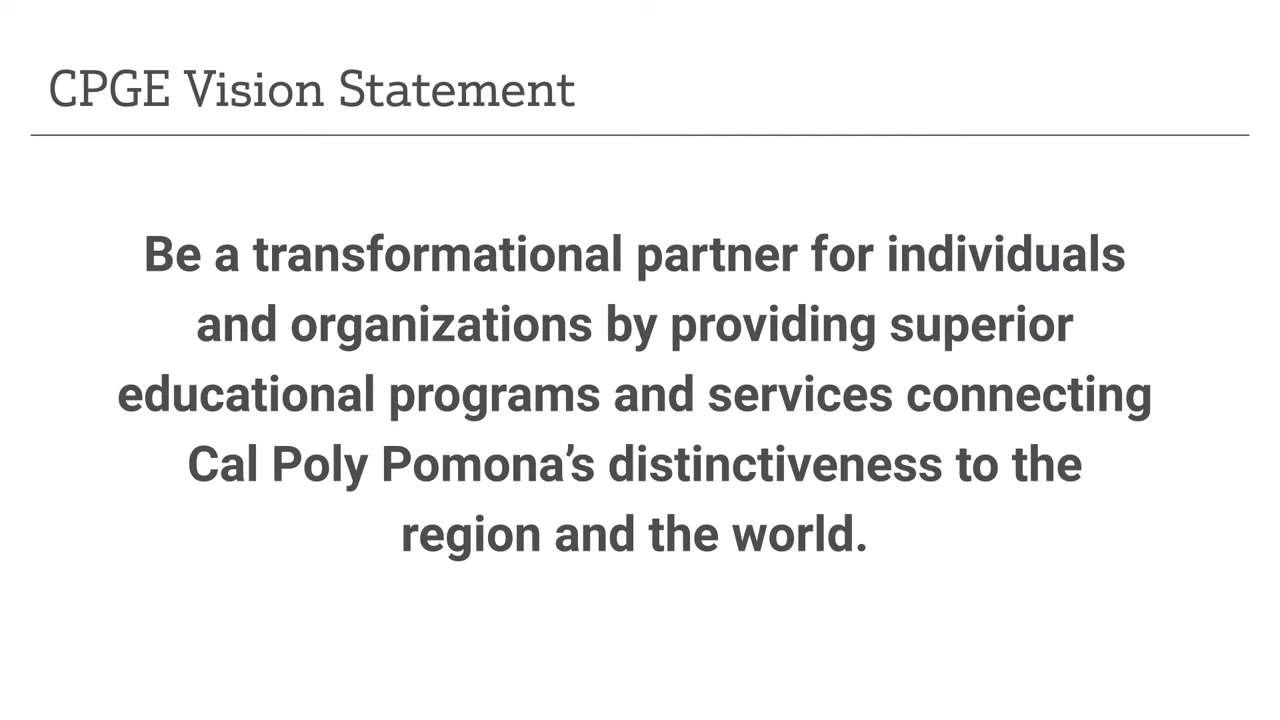 CPGE Vision Statement
Be a transformational partner for individuals
and organizations by providing superior
educational programs and services connecting
Cal Poly Pomona’s distinctiveness to the
region and the world.